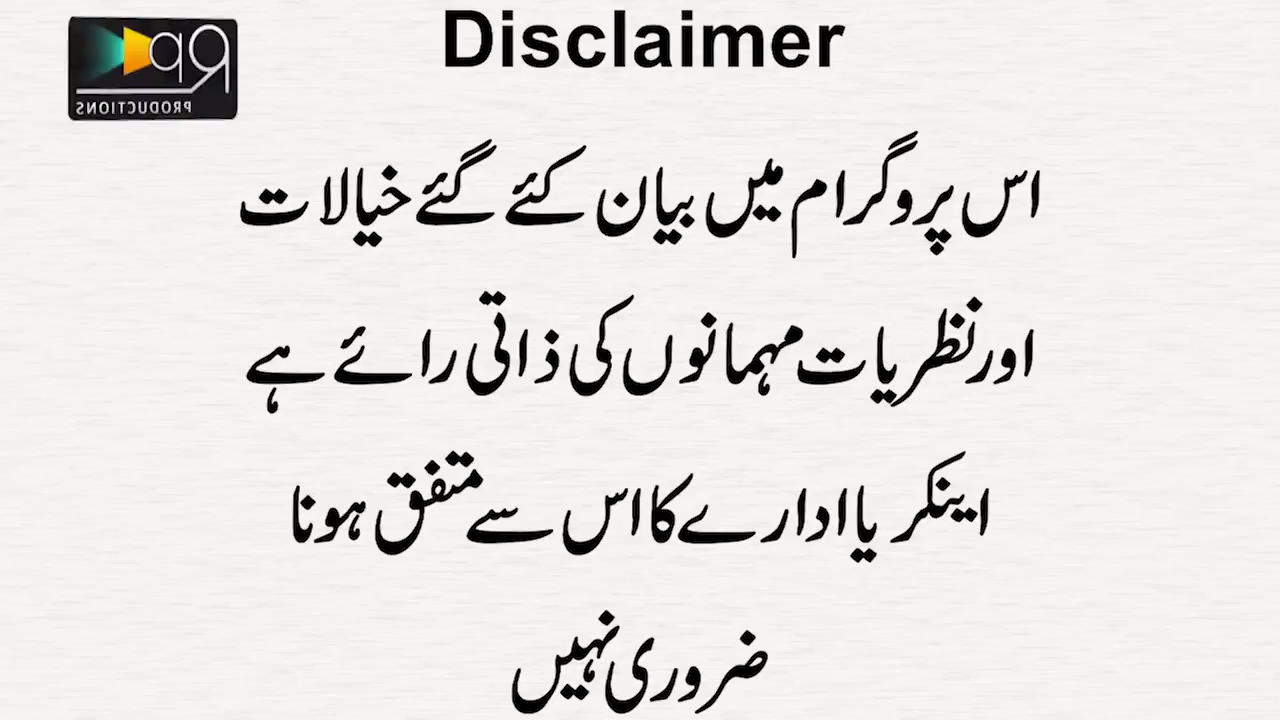 Disclaimer
PRODUCTIONS
اس پروگرام میں بیان کئے گئے خیالات
اور نظریات مہمانوں کی ذاتی رائے ہے
اینکر یا ادارے کا اس سے متفق ہونا
ضروری نہیں